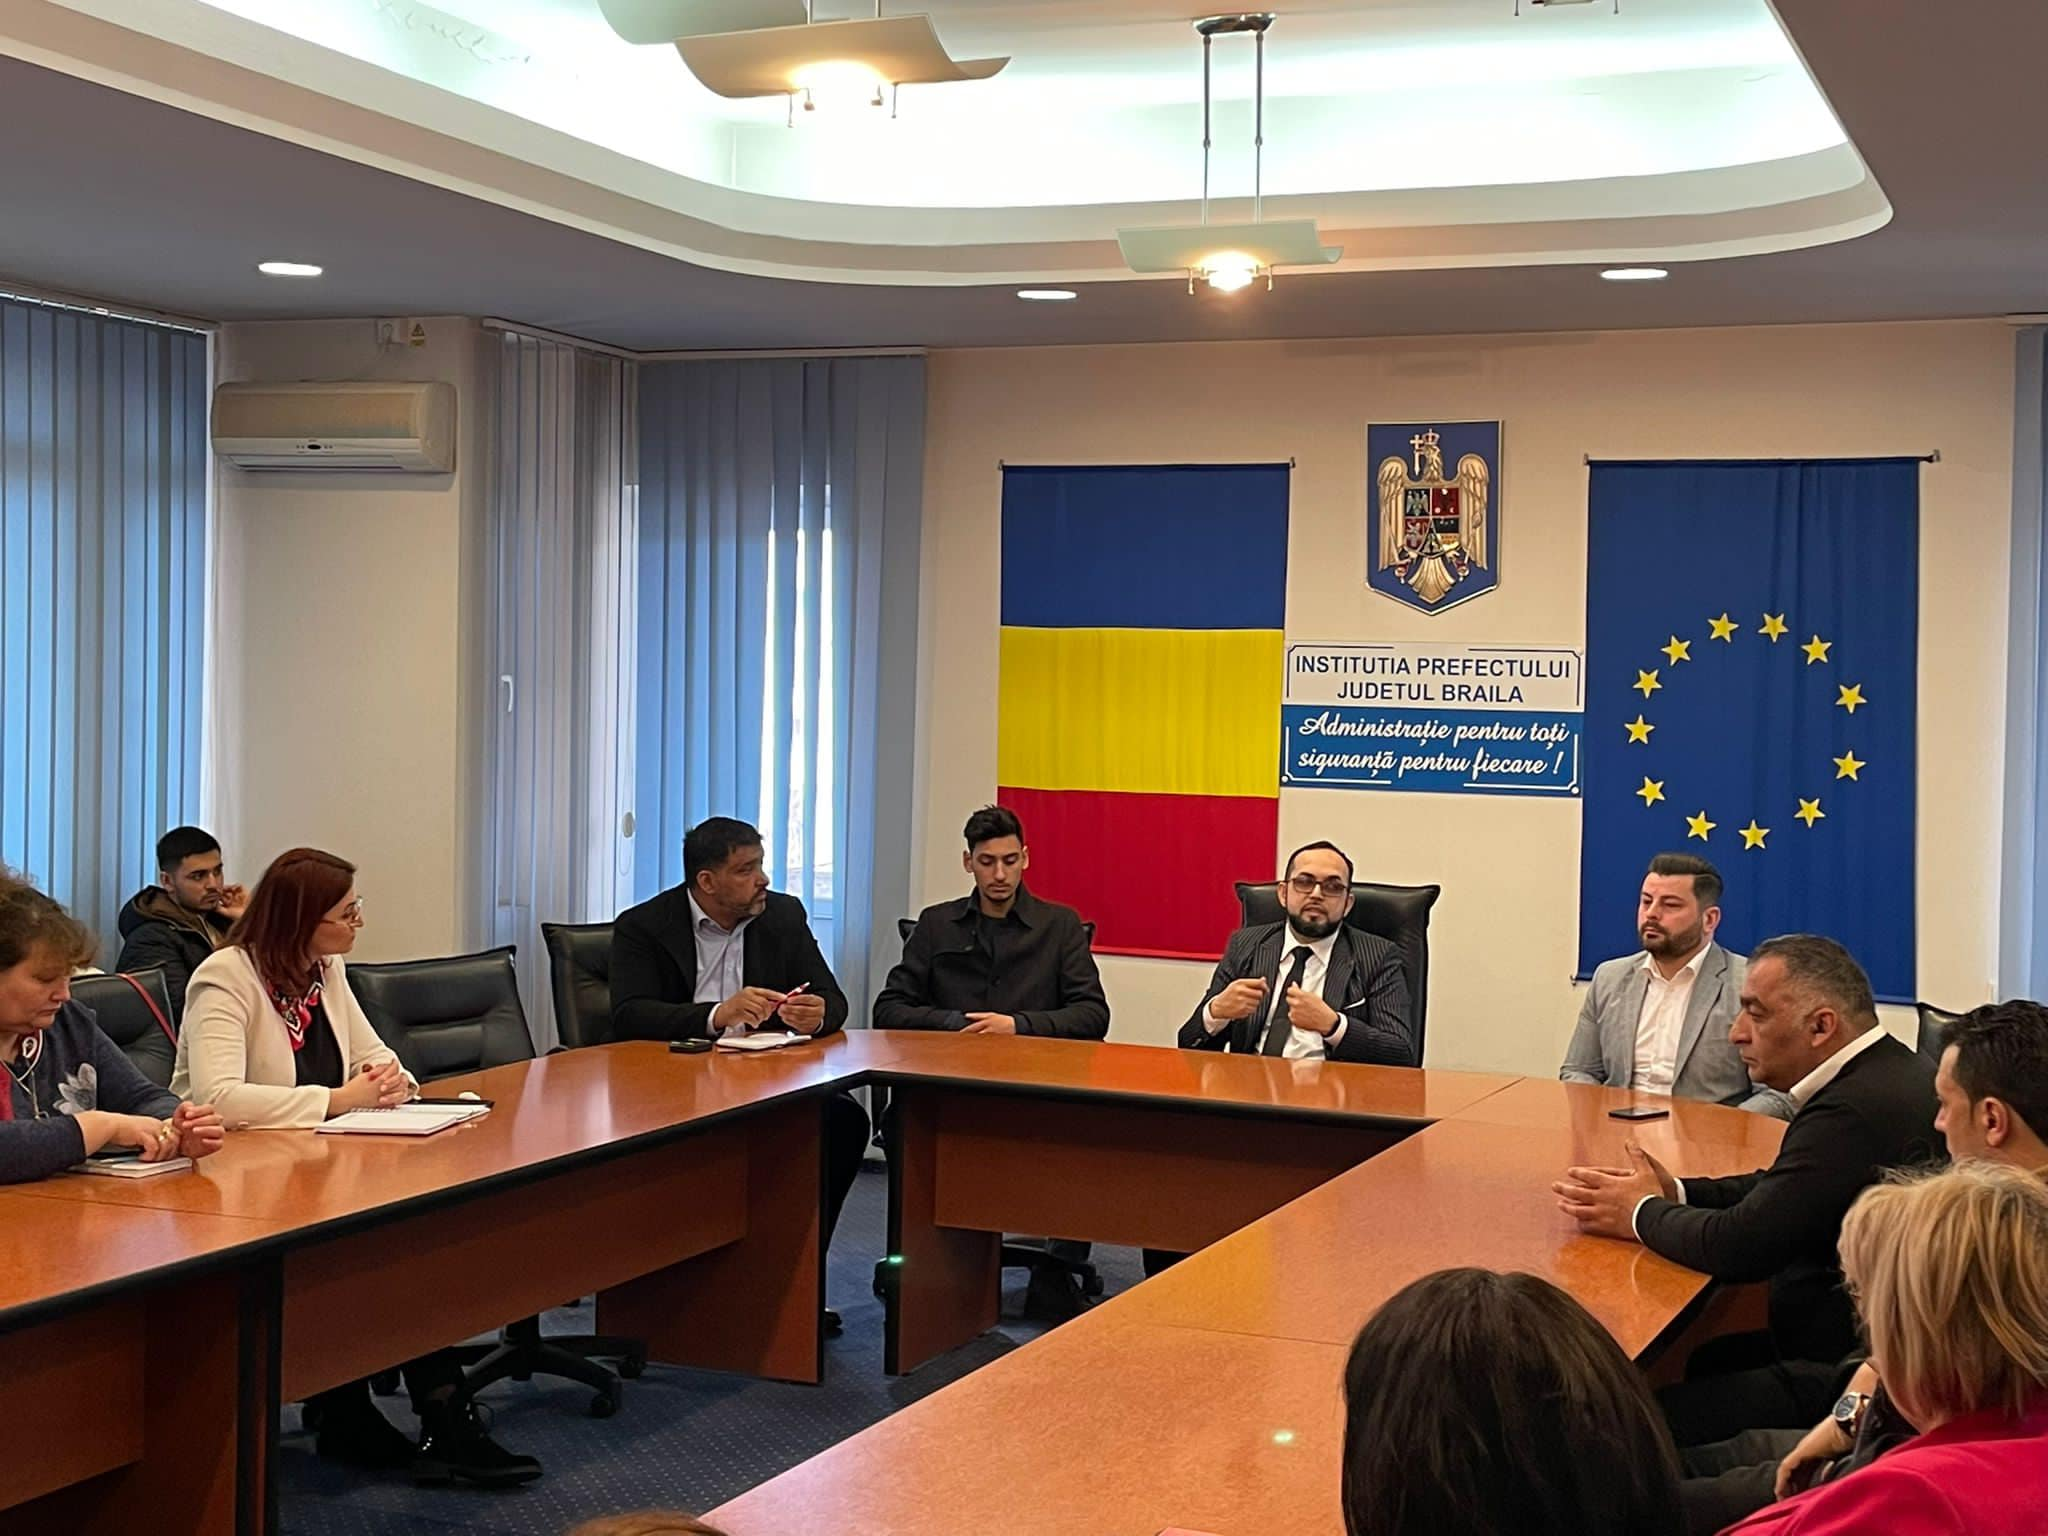 INSTITUTIA PREFECTULUI
JUDETUL BRAILA
Administrație pentru toți
siguranță pentru fiecare !